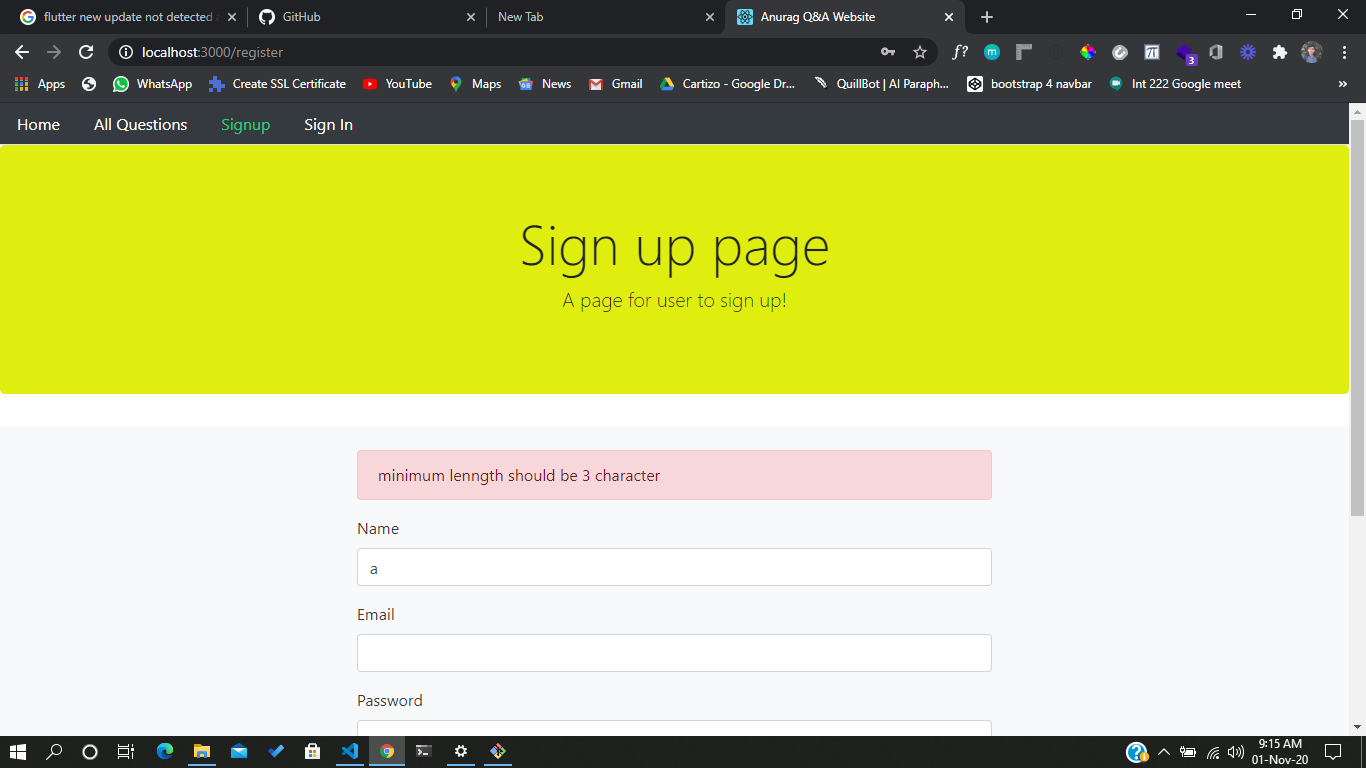 flutter new update not detected
GitHub
New Tab
Anurag Q&A Website
localhost:3000/register
f?
m
3
Apps
WhatsApp
Create SSL Certificate
YouTube
Maps
News
Gmail
Cartizo - Google Dr...
QuillBot | AI Paraph...
bootstrap 4 navbar
Int 222 Google meet
»
Home
All Questions
Signup
Sign In
Sign up page
A page for user to sign up!
minimum lenngth should be 3 character
Name
a
Email
Password
9:15 AM
01-Nov-20